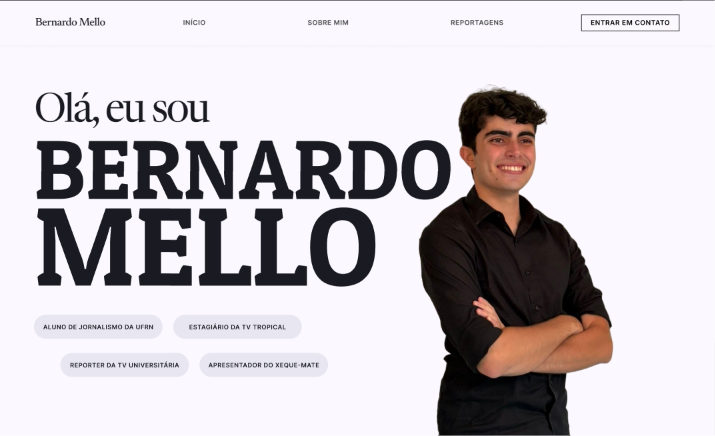 Bernardo Mello
INÍCIO
SOBRE MIM
REPORTAGENS
ENTRAR EM CONTATO
Olá, eu sou
BERNARDO
MELLO
ALUNO DE JORNALISMO DA UFRN
ESTAGIÁRIO DA TV TROPICAL
REPORTER DA TV UNIVERSITÁRIA
APRESENTADOR DO XEQUE-MATE